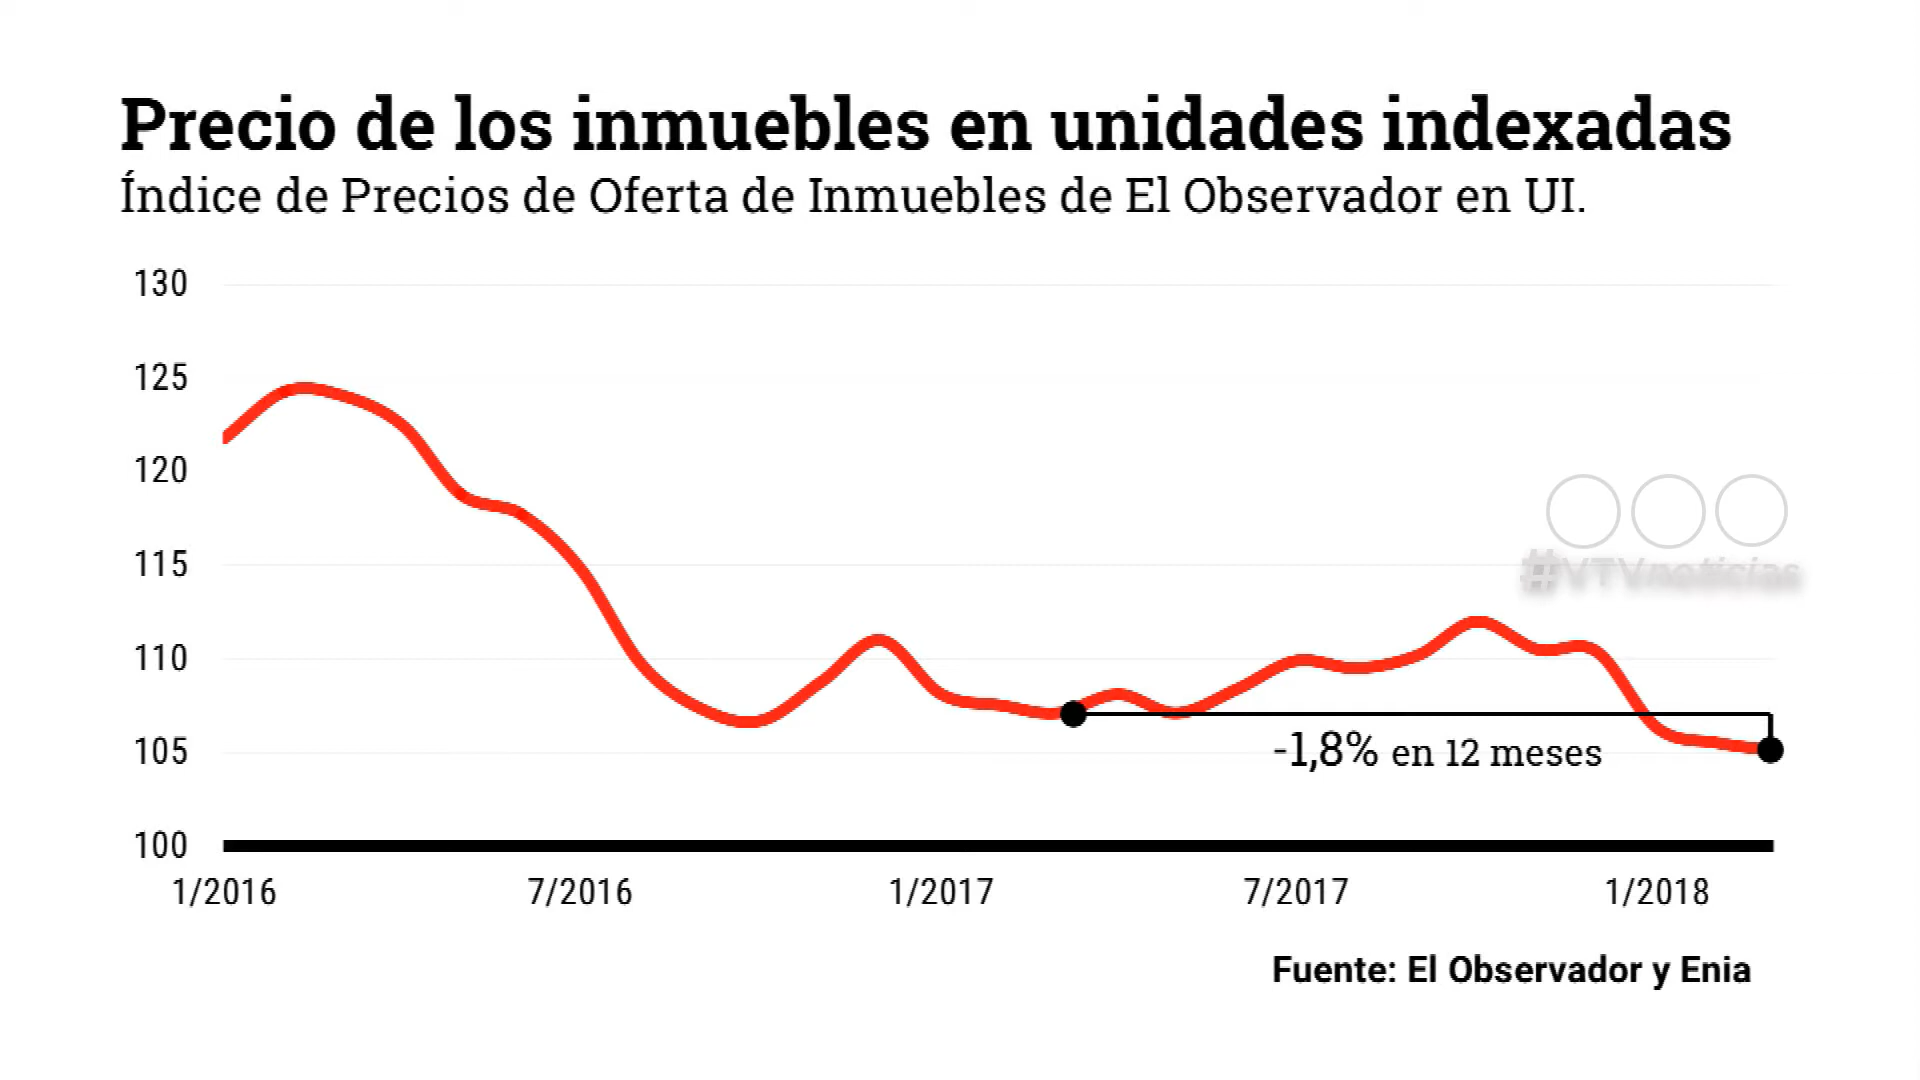 Precio de los inmuebles en unidades indexadas
Índice de Precios de Oferta de Inmuebles de El Observador en UI.
130
125
120
#VTVnoticias
115
110
-1,8% en 12 meses
105
100
1/2016 7/2016 1/2017 7/2017 1/2018
Fuente: El Observador y Enia